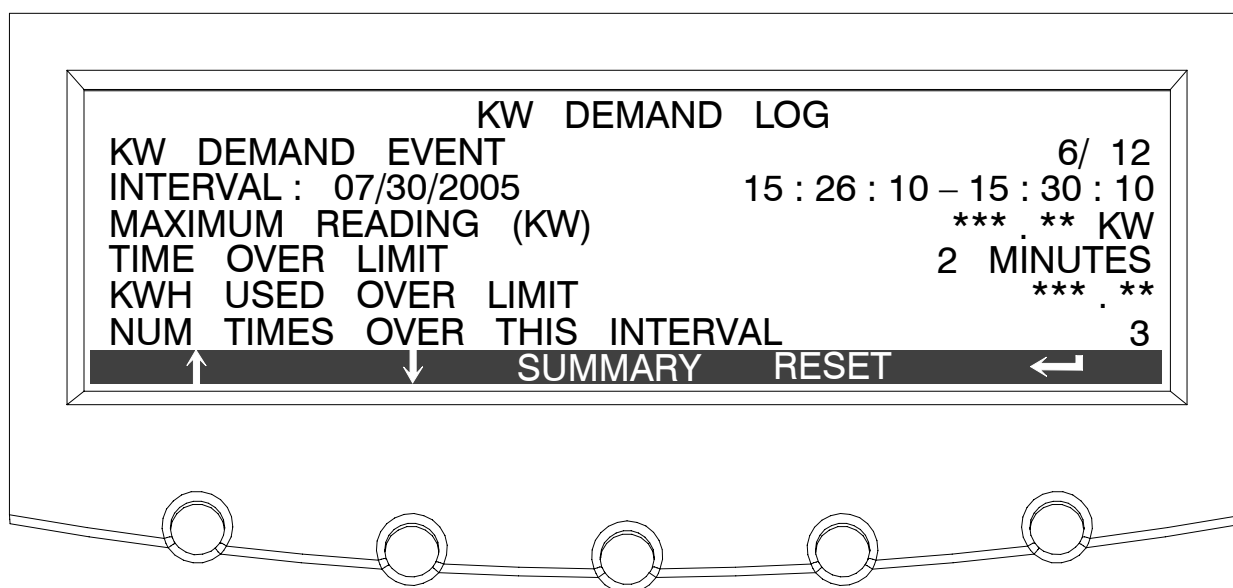 KW DEMAND LOG
KW DEMAND EVENT 6/ 12
INTERVAL : 07/30/2005 15 : 26 : 10 – 15 : 30 : 10
MAXIMUM READING (KW) *** . ** KW
TIME OVER LIMIT 2 MINUTES
KWH USED OVER LIMIT *** . **
NUM TIMES OVER THIS INTERVAL 3
SUMMARY RESET